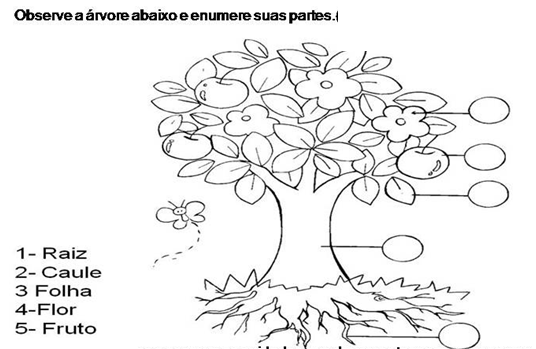 Observe a árvore abaixo e enumere suas partes.(
1- Raiz
2- Caule
3 Folha
4-Flor
5- Fruto